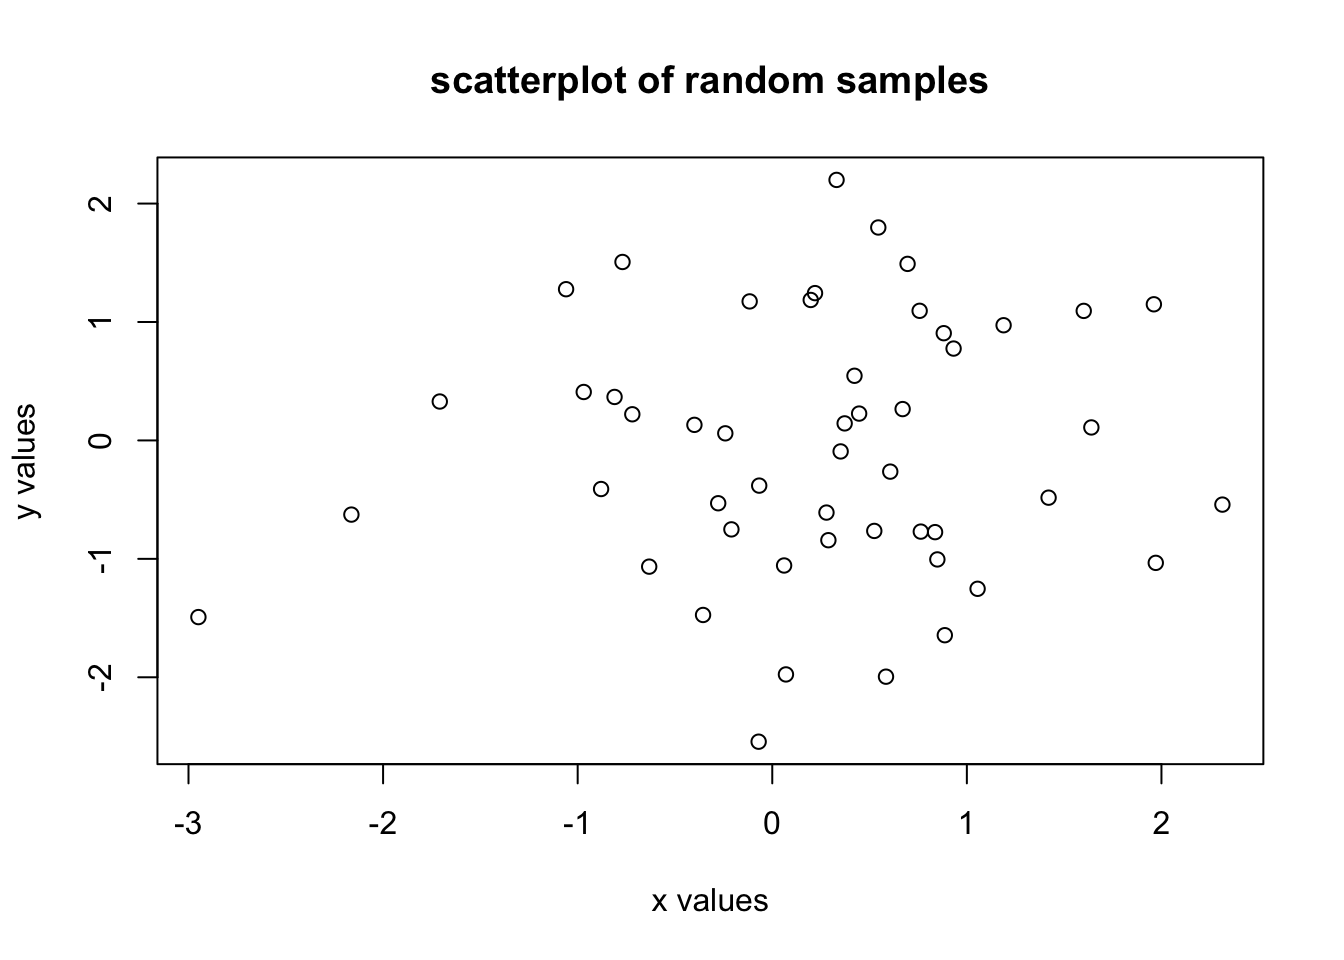 scatterplot of random samples
2
1
0
-1
-2
y values
-3 -2 -1 0 1 2
x values